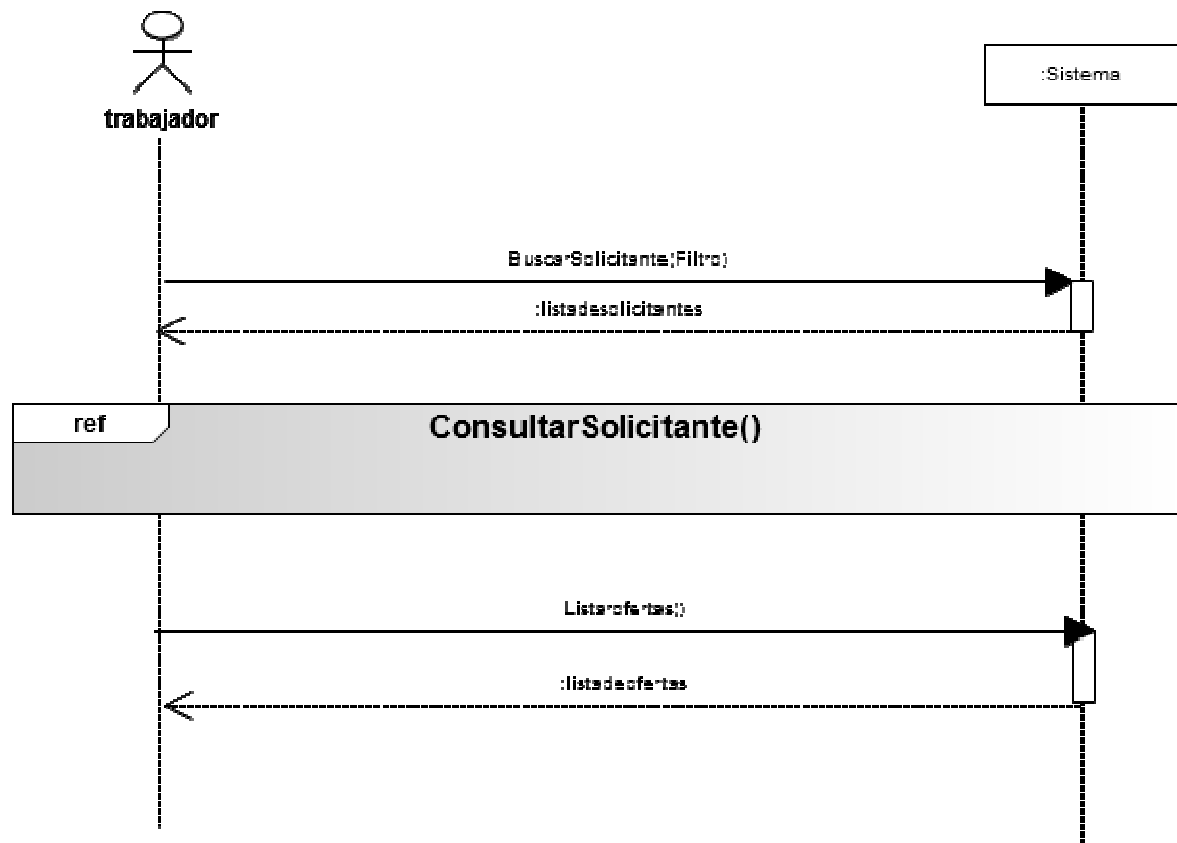 :Sistema
trabajador
BuscarSolicitante(Filtro)
:listadesolicitantes
ref
ConsultarSolicitante()
Listarofertas()
:listadeofertas